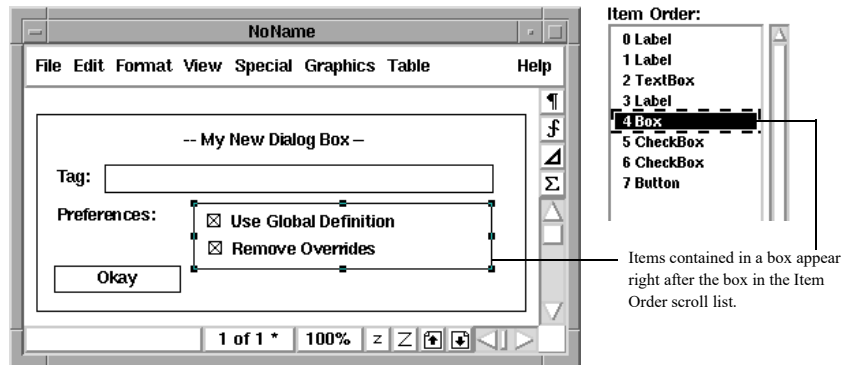 NoName
File Edit Format View Special Graphics Table Help
¶
-- My New Dialog Box --
Tag:
Σ
Preferences:
Use Global Definition
Remove Overrides
Okay
1 of 1 * 100% z Z
Item Order:
0 Label
1 Label
2 TextBox
3 Label
4 Box
5 CheckBox
6 CheckBox
7 Button
Items contained in a box appear
right after the box in the Item
Order scroll list.